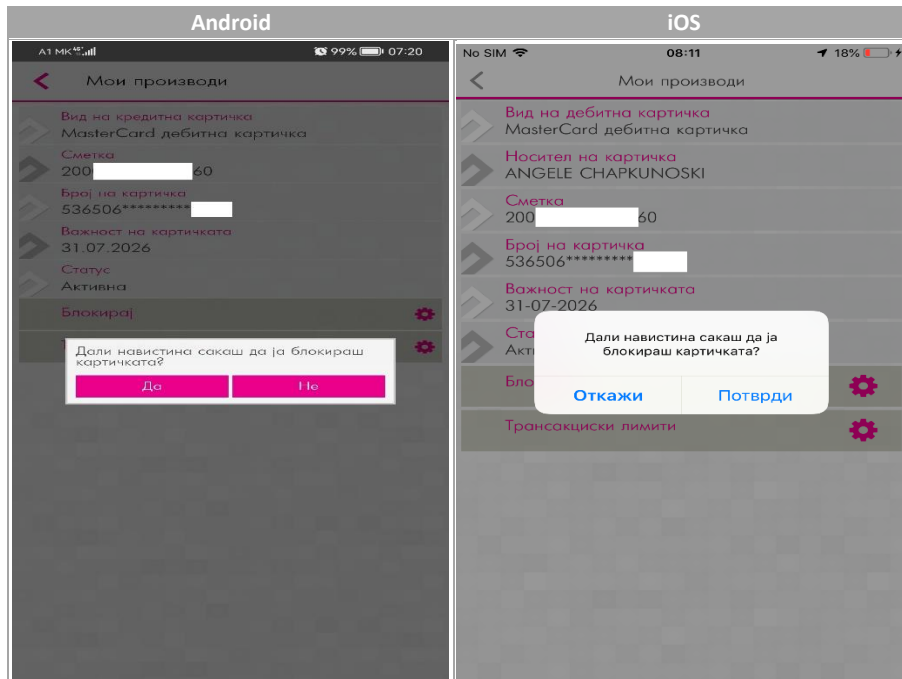 Android
A1 MK 99% 07:20
Мои производи
Вид на кредитна картичка
MasterCard дебитна картичка
Сметка
200 60
Број на картичка
536506*********
Важност на картичката
31.07.2026
Статус
Активна
Блокирај
Дали навистина сакаш да ја блокираш
картичката?
Да Не
iOS
No SIM 08:11 18%
Мои производи
Вид на дебитна картичка
MasterCard дебитна картичка
Носител на картичка
ANGELE CHAPKUNOSKI
Сметка
200 60
Број на картичка
536506*********
Важност на картичката
31-07-2026
Ста
Акти
Дали навистина сакаш да ја
блокираш картичката?
Откажи Потврди
Бло
Трансакциски лимити